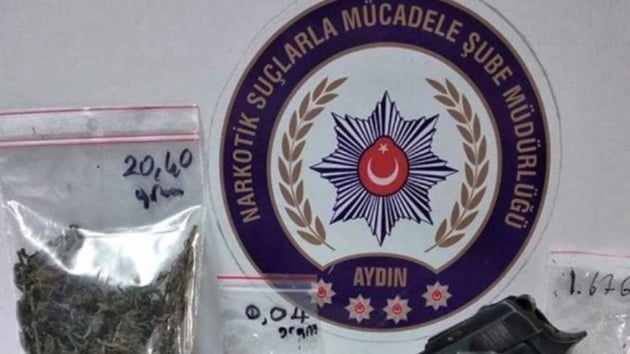 NARKOTİK SUÇLARLA MÜCADELE ŞUBE MÜDÜRLÜĞÜ
AYDIN
20,40
gram
0,04
gram
1.676